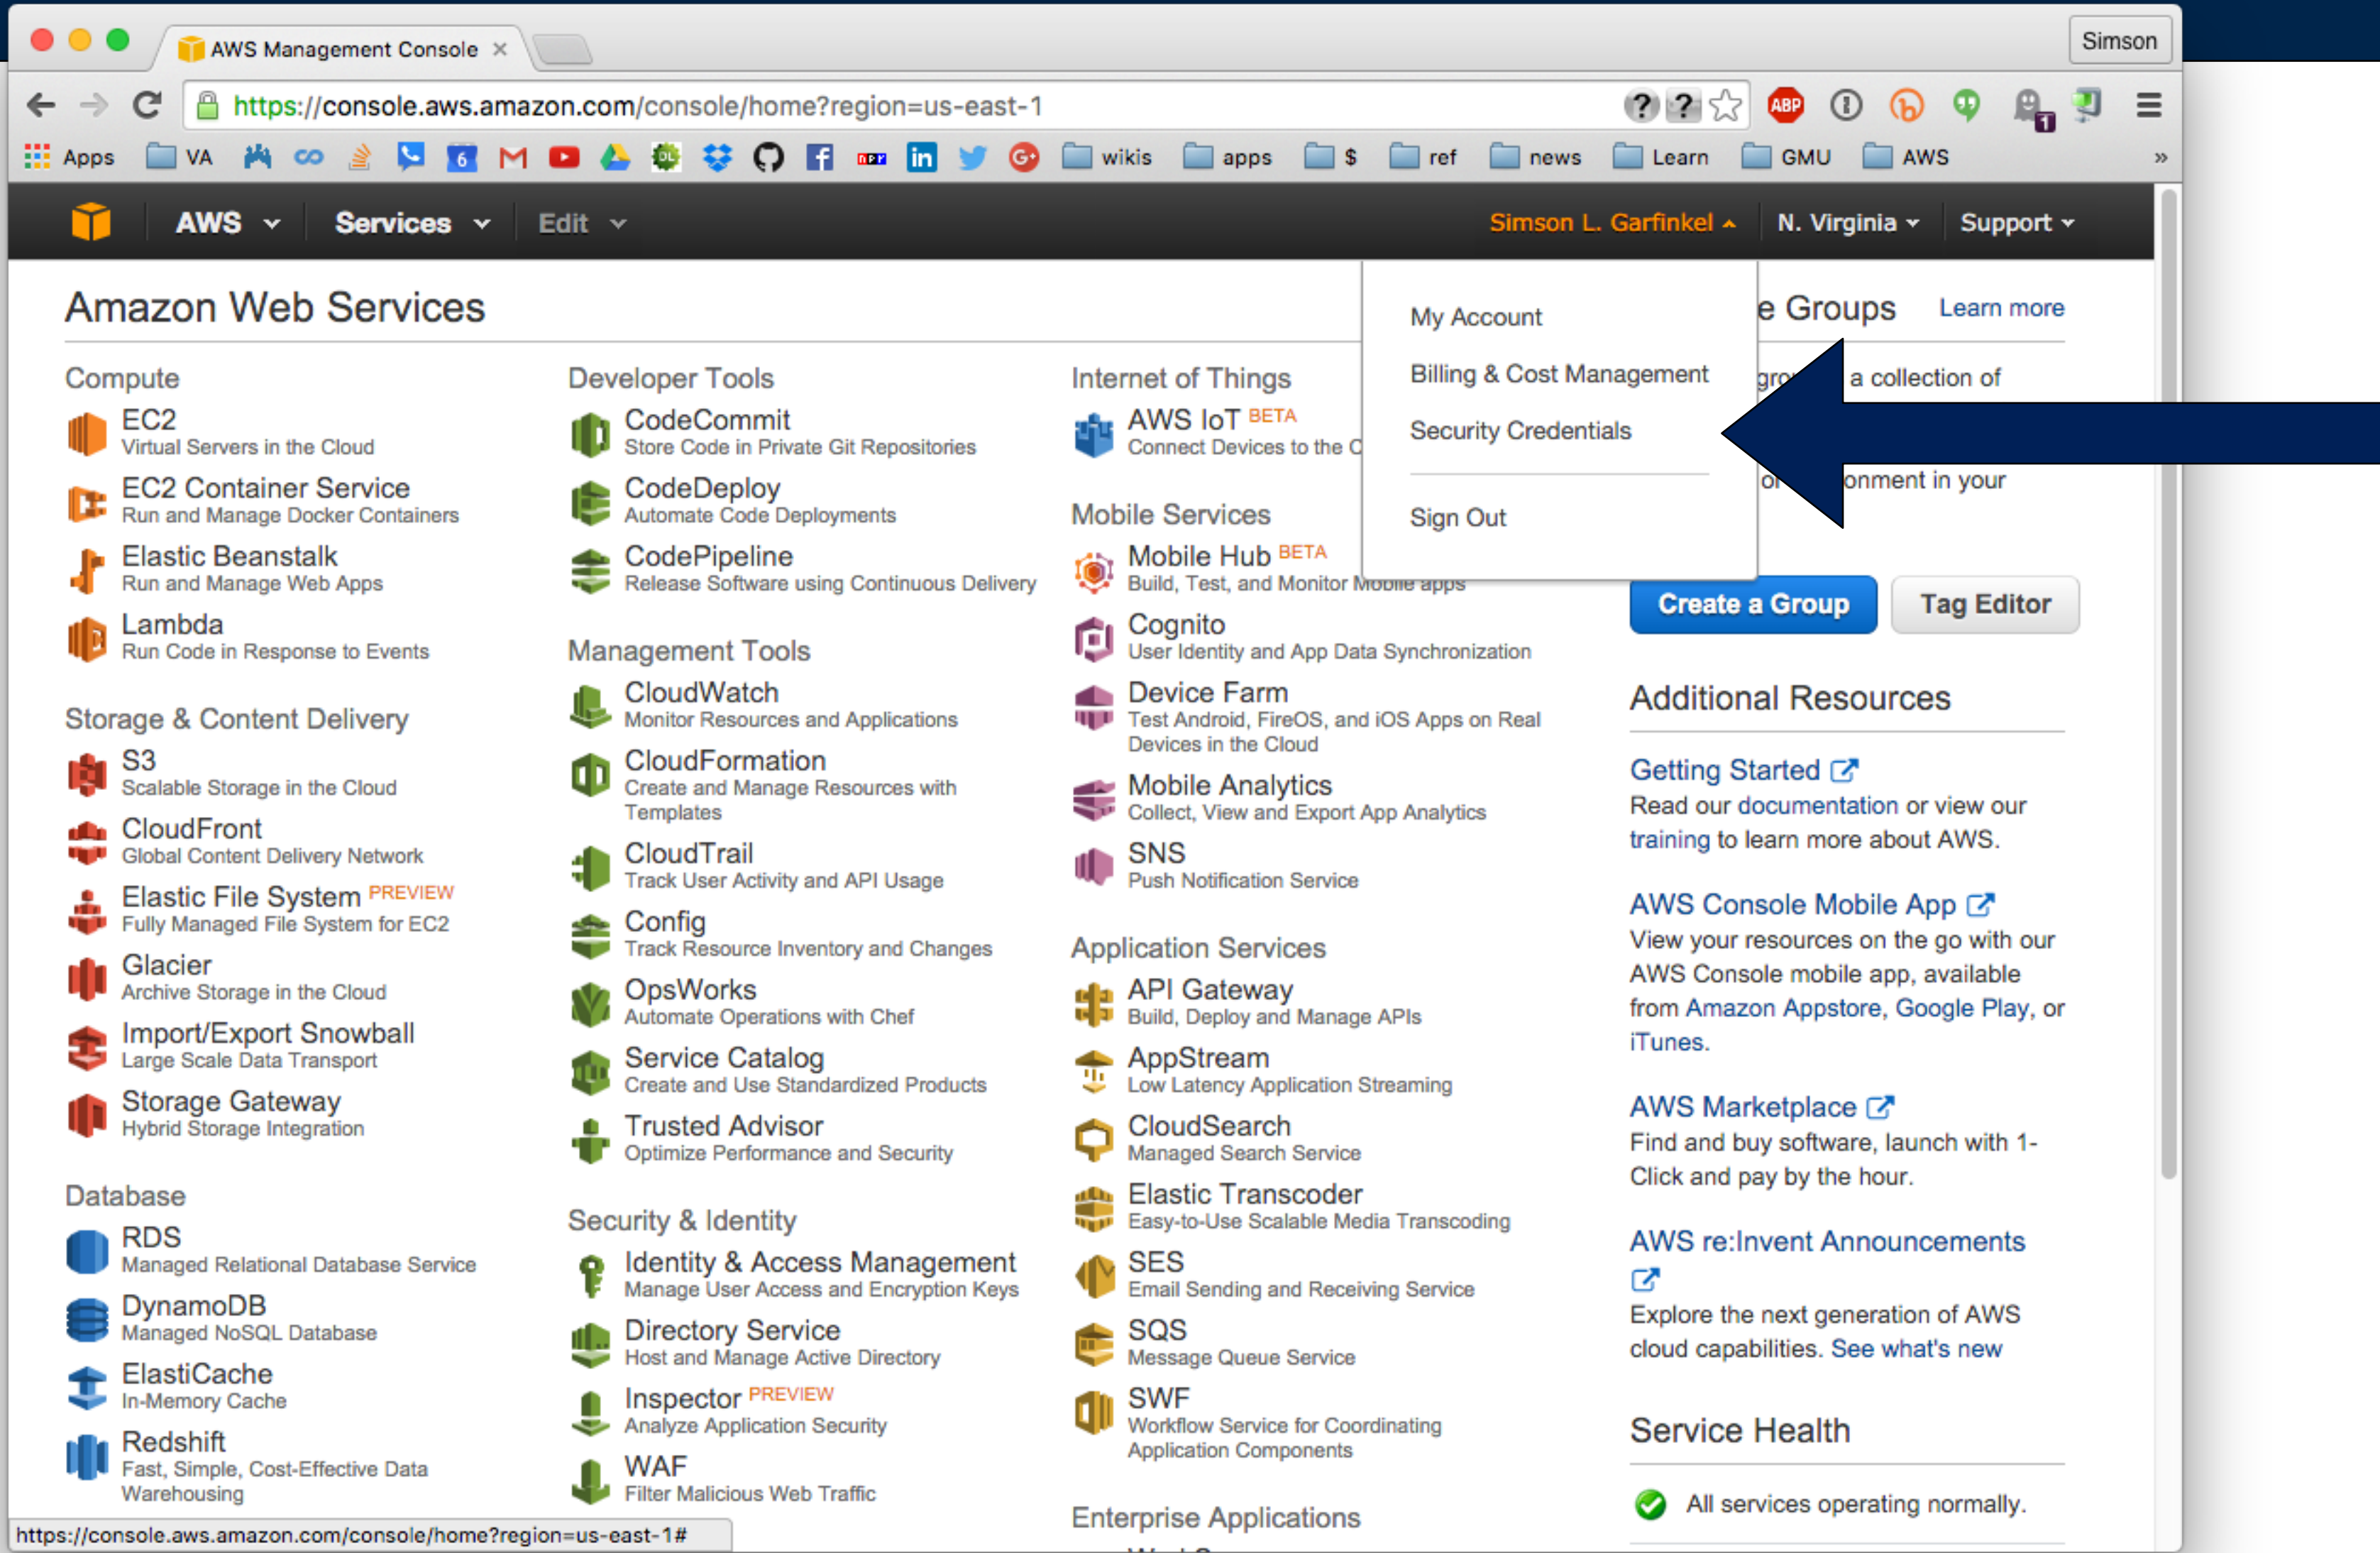 AWS Management Console
Simson
https://console.aws.amazon.com/console/home?region=us-east-1
Apps VA wikis apps $ ref news Learn GMU AWS »
AWS Services Edit Simson L. Garfinkel N. Virginia Support
My Account
Billing & Cost Management
Security Credentials
Sign Out
Amazon Web Services
Compute
EC2
Virtual Servers in the Cloud
EC2 Container Service
Run and Manage Docker Containers
Elastic Beanstalk
Run and Manage Web Apps
Lambda
Run Code in Response to Events
Storage & Content Delivery
S3
Scalable Storage in the Cloud
CloudFront
Global Content Delivery Network
Elastic File System PREVIEW
Fully Managed File System for EC2
Glacier
Archive Storage in the Cloud
Import/Export Snowball
Large Scale Data Transport
Storage Gateway
Hybrid Storage Integration
Database
RDS
Managed Relational Database Service
DynamoDB
Managed NoSQL Database
ElastiCache
In-Memory Cache
Redshift
Fast, Simple, Cost-Effective Data
Warehousing
Developer Tools
CodeCommit
Store Code in Private Git Repositories
CodeDeploy
Automate Code Deployments
CodePipeline
Release Software using Continuous Delivery
Management Tools
CloudWatch
Monitor Resources and Applications
CloudFormation
Create and Manage Resources with
Templates
CloudTrail
Track User Activity and API Usage
Config
Track Resource Inventory and Changes
OpsWorks
Automate Operations with Chef
Service Catalog
Create and Use Standardized Products
Trusted Advisor
Optimize Performance and Security
Security & Identity
Identity & Access Management
Manage User Access and Encryption Keys
Directory Service
Host and Manage Active Directory
Inspector PREVIEW
Analyze Application Security
WAF
Filter Malicious Web Traffic
Internet of Things
AWS IoT BETA
Connect Devices to the C
Mobile Services
Mobile Hub BETA
Build, Test, and Monitor Mobile apps
Cognito
User Identity and App Data Synchronization
Device Farm
Test Android, FireOS, and iOS Apps on Real
Devices in the Cloud
Mobile Analytics
Collect, View and Export App Analytics
SNS
Push Notification Service
Application Services
API Gateway
Build, Deploy and Manage APIs
AppStream
Low Latency Application Streaming
CloudSearch
Managed Search Service
Elastic Transcoder
Easy-to-Use Scalable Media Transcoding
SES
Email Sending and Receiving Service
SQS
Message Queue Service
SWF
Workflow Service for Coordinating
Application Components
Enterprise Applications
e Groups Learn more
a collection of
onment in your
Create a Group Tag Editor
Additional Resources
Getting Started
Read our documentation or view our
training to learn more about AWS.
AWS Console Mobile App
View your resources on the go with our
AWS Console mobile app, available
from Amazon Appstore, Google Play, or
iTunes.
AWS Marketplace
Find and buy software, launch with 1-
Click and pay by the hour.
AWS re:Invent Announcements
Explore the next generation of AWS
cloud capabilities. See what's new
Service Health
All services operating normally.
https://console.aws.amazon.com/console/home?region=us-east-1#